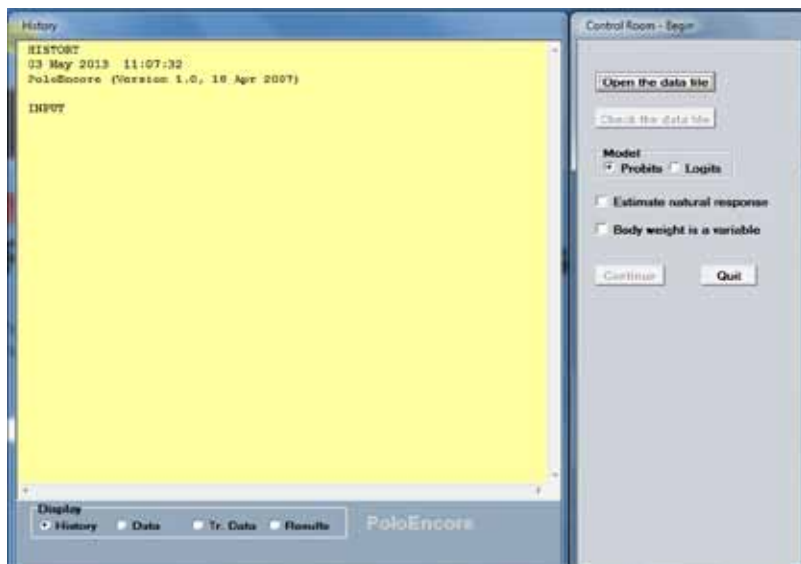 History
HISTORY
03 May 2013 11:07:32
PoloEncore (Version 1.0, 18 Apr 2007)
INPUT
Display
History Data Tr. Data Results
PoloEncore
Control Room - Begin
Open the data file
Check the data file
Model
Probits Logits
Estimate natural response
Body weight is a variable
Continue Quit